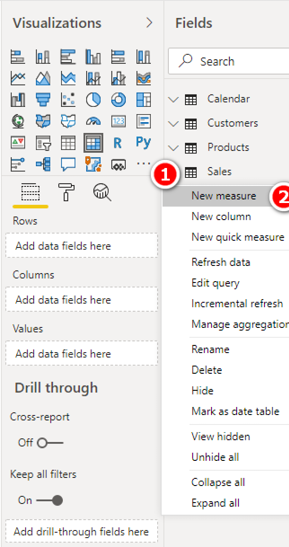 Visualizations
Fields
Search
Calendar
Customers
Products
Sales
1
New measure
2
New column
New quick measure
Refresh data
Edit query
Incremental refresh
Manage aggregation
Rename
Delete
Hide
Mark as date table
View hidden
Unhide all
Collapse all
Expand all
R
Py
Rows
Add data fields here
Columns
Add data fields here
Values
Add data fields here
Drill through
Cross-report
Off
Keep all filters
On
Add drill-through fields here